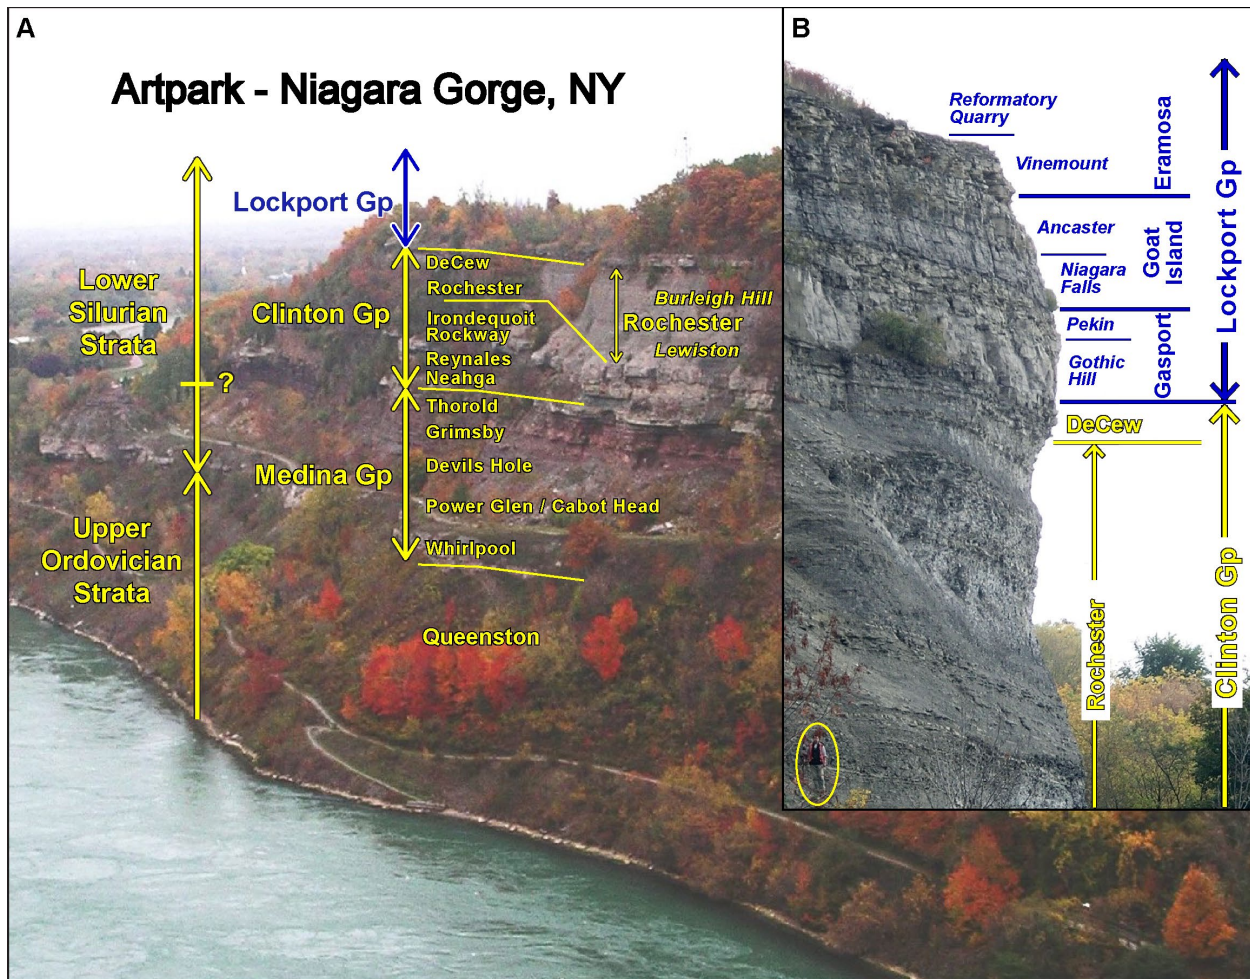 A
Artpark - Niagara Gorge, NY
Lockport Gp
Lower
Silurian
Strata
?
Upper
Ordovician
Strata
Clinton Gp
Medina Gp
DeCew
Rochester
Irondequoit
Rockway
Reynales
Neahga
Thorold
Grimsby
Devils Hole
Power Glen / Cabot Head
Whirlpool
Queenston
Burleigh Hill
Rochester
Lewiston
B
Reformatory
Quarry
Vinemount
Eramosa
Ancaster
Niagara
Falls
Goat
Island
Pekin
Gothic
Hill
Gasport
Lockport Gp
DeCew
Rochester
Clinton Gp